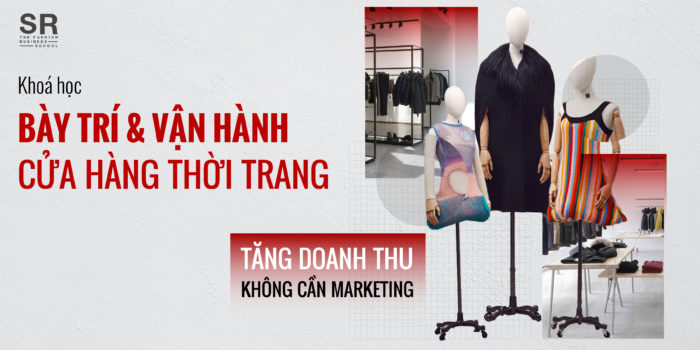 SR
THE FASHION
BUSINESS
SCHOOL
Khoá học
BÀY TRÍ & VẬN HÀNH
CỬA HÀNG THỜI TRANG
TĂNG DOANH THU
KHÔNG CẦN MARKETING